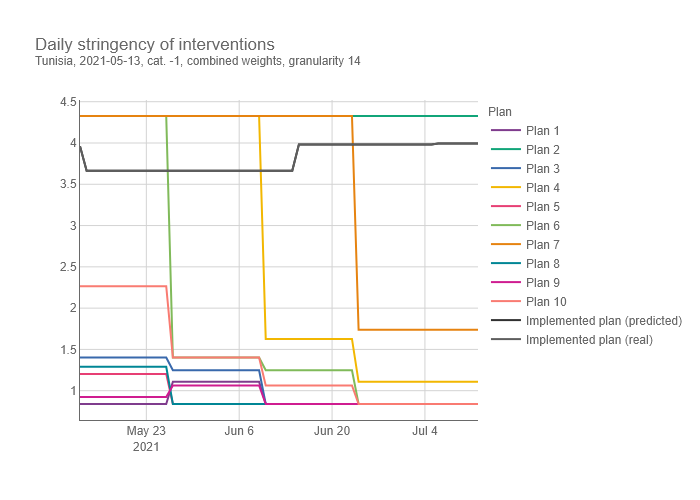 Daily stringency of interventions
Tunisia, 2021-05-13, cat. -1, combined weights, granularity 14
4.5
4
3.5
3
2.5
2
1.5
1
May 23
2021
Jun 6
Jun 20
Jul 4
Plan
Plan 1
Plan 2
Plan 3
Plan 4
Plan 5
Plan 6
Plan 7
Plan 8
Plan 9
Plan 10
Implemented plan (predicted)
Implemented plan (real)